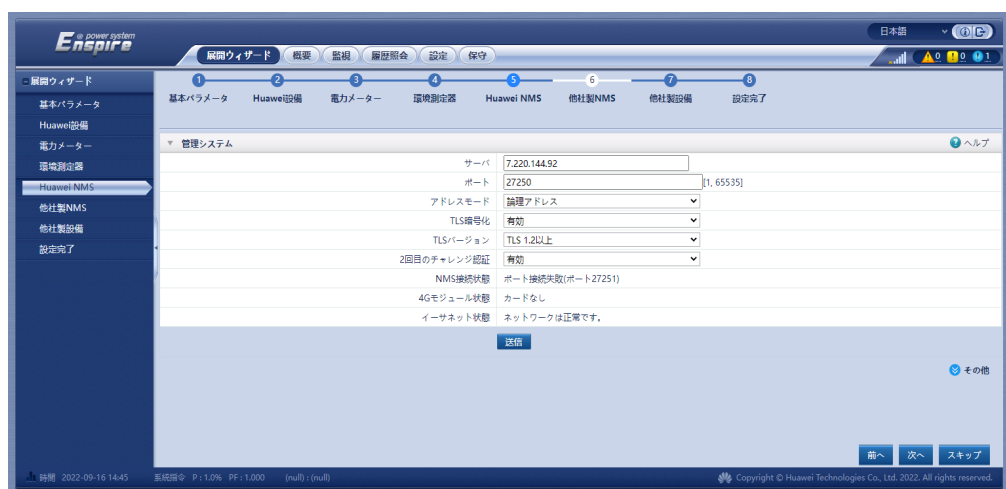 @ power system
Enspire
日本語
展開ウィザード 概要 監視 履歴照会 設定 保守
0 0 1
展開ウィザード
基本パラメータ
Huawei設備
電力メーター
環境測定器
Huawei NMS
他社製NMS
他社製設備
設定完了
1 2 3 4 5 6 7 8
基本パラメータ Huawei設備 電力メーター 環境測定器 Huawei NMS 他社製NMS 他社製設備 設定完了
管理システム ヘルプ
サーバ 7.220.144.92
ポート 27250 [1, 65535]
アドレスモード 論理アドレス
TLS暗号化 有効
TLSバージョン TLS 1.2以上
2回目のチャレンジ認証 有効
NMS接続状態 ポート接続失敗(ポート27251)
4Gモジュール状態 カードなし
イーサネット状態 ネットワークは正常です。
送信
その他
前へ 次へ スキップ
時間 2022-09-16 14:45 系統指令 P : 1.0% PF : 1.000 (null) : (null) Copyright © Huawei Technologies Co., Ltd. 2022. All rights reserved.